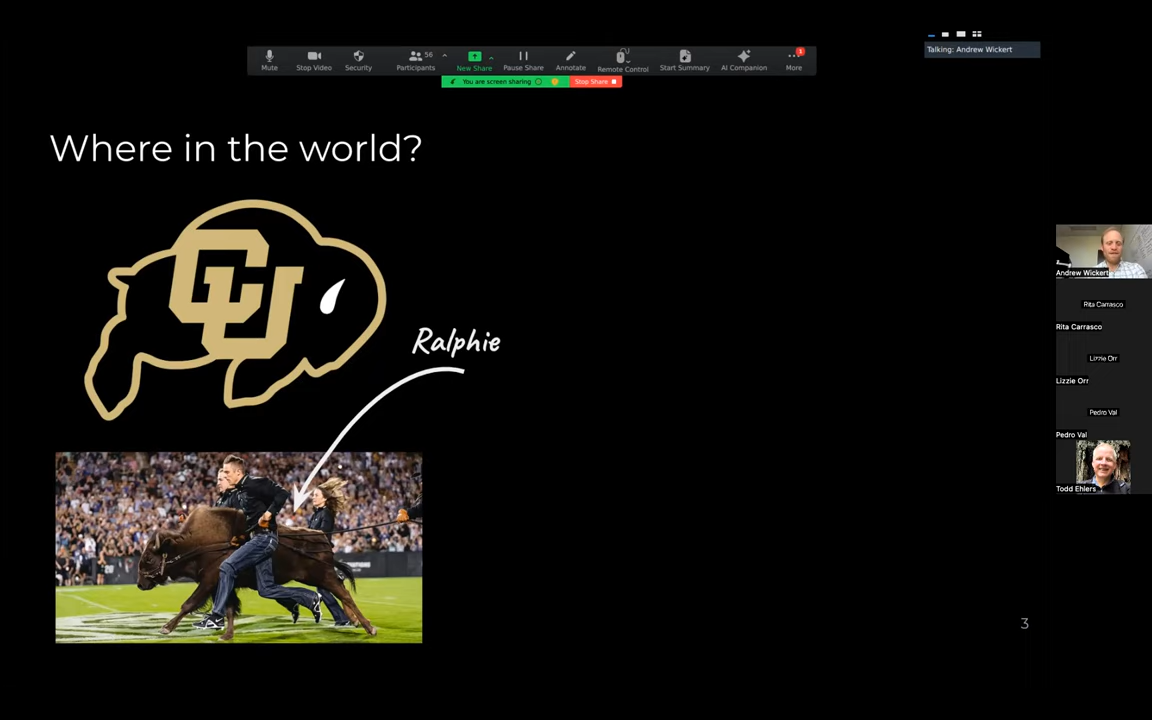 Talking: Andrew Wickert
Mute
Stop Video
Security
Participants
56
New Share
Pause Share
Annotate
Remote Control
Start Summary
AI Companion
More
1
You are screen sharing
Stop Share
Where in the world?
CU
Ralphie
3
Andrew Wickert
Rita Carrasco
Rita Carrasco
Lizzie Orr
Lizzie Orr
Pedro Val
Pedro Val
Todd Ehlers